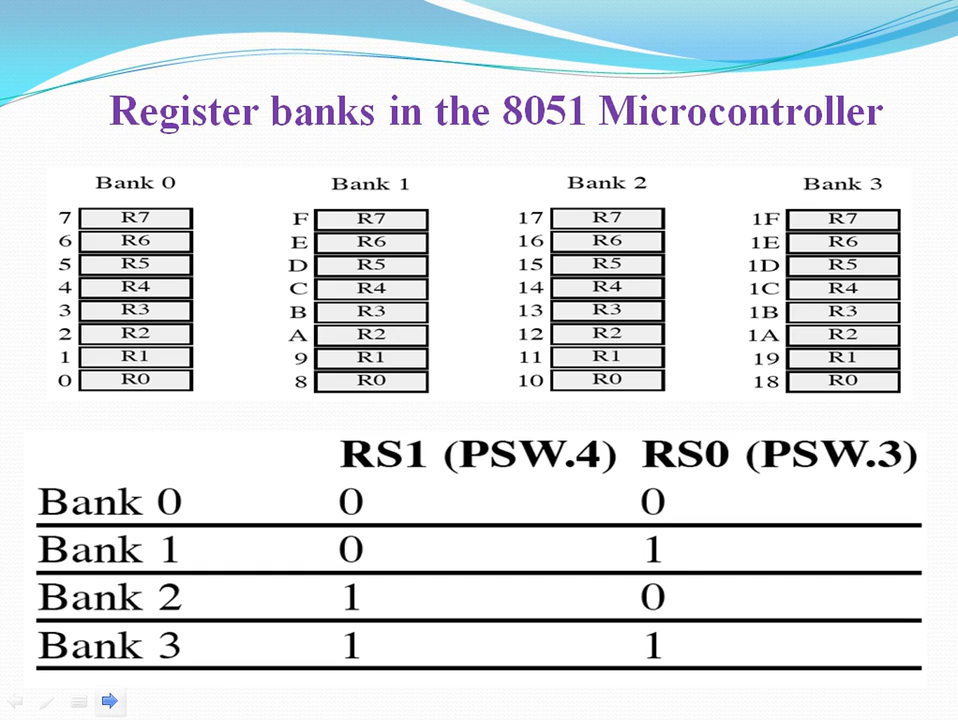 Register banks in the 8051 Microcontroller
Bank 0 Bank 1 Bank 2 Bank 3
7 R7 F R7 17 R7 1F R7
6 R6 E R6 16 R6 1E R6
5 R5 D R5 15 R5 1D R5
4 R4 C R4 14 R4 1C R4
3 R3 B R3 13 R3 1B R3
2 R2 A R2 12 R2 1A R2
1 R1 9 R1 11 R1 19 R1
0 R0 8 R0 10 R0 18 R0
RS1 (PSW.4) RS0 (PSW.3)
Bank 0 0 0
Bank 1 0 1
Bank 2 1 0
Bank 3 1 1